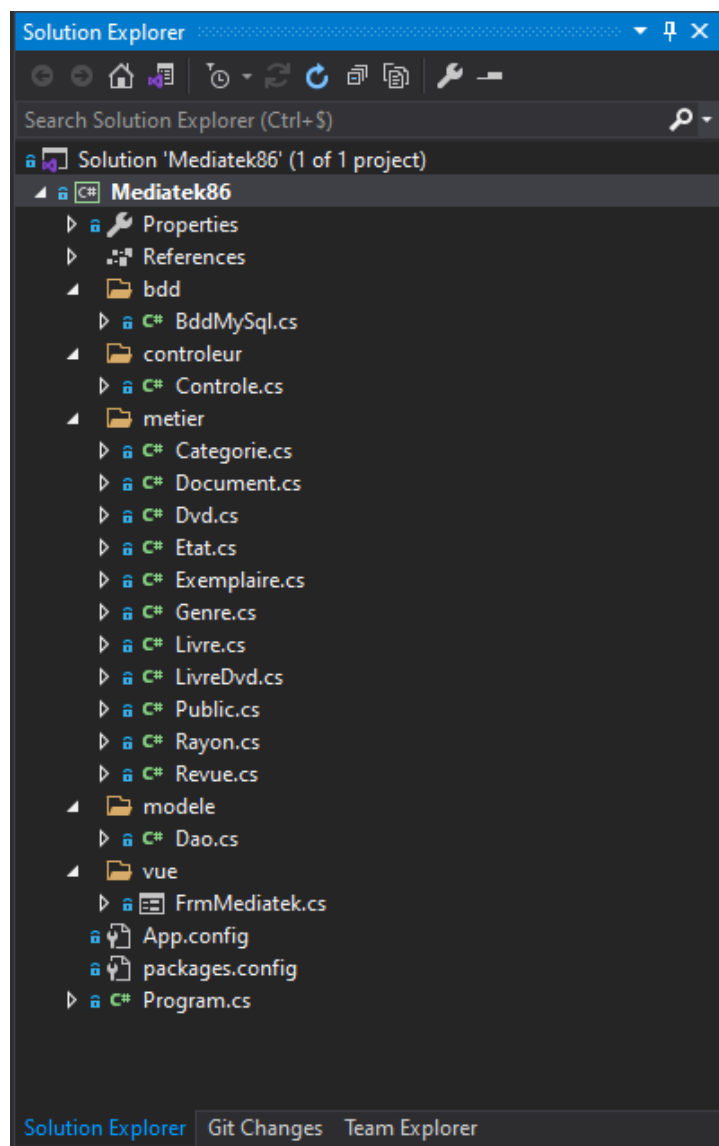 Solution Explorer
Search Solution Explorer (Ctrl+$)
Solution 'Mediatek86' (1 of 1 project)
C# Mediatek86
Properties
References
bdd
C# BddMySql.cs
controleur
C# Controle.cs
metier
C# Categorie.cs
C# Document.cs
C# Dvd.cs
C# Etat.cs
C# Exemplaire.cs
C# Genre.cs
C# Livre.cs
C# LivreDvd.cs
C# Public.cs
C# Rayon.cs
C# Revue.cs
modele
C# Dao.cs
vue
FrmMediatek.cs
App.config
packages.config
C# Program.cs
Solution Explorer Git Changes Team Explorer